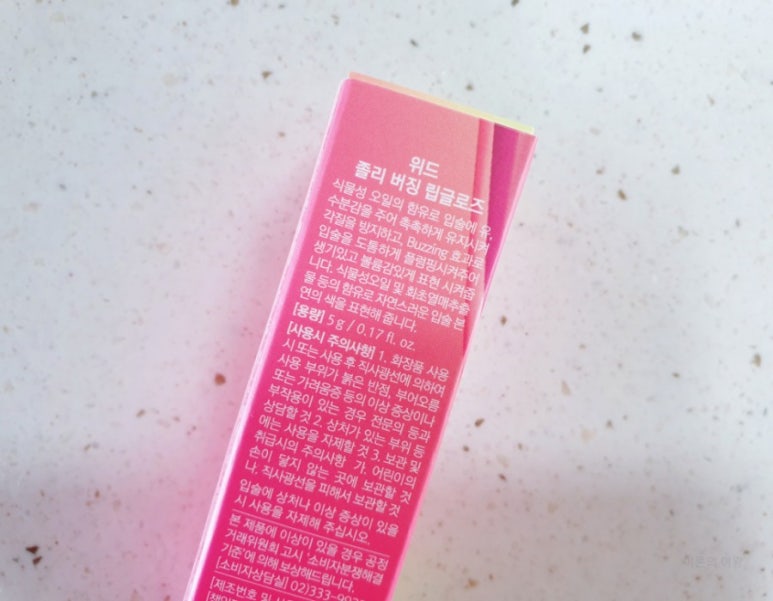 위드
졸리 버징 립글로즈
식물성 오일의 함유로 입술에 유,
수분감을 주어 촉촉하게 유지시켜
각질을 방지하고, Buzzing 효과로
입술을 도톰하게 플럼핑시켜주어
생기있고 볼륨감있게 표현 시켜줍
니다. 식물성오일 및 화초열매추출
물 등의 함유로 자연스러운 입술 본
연의 색을 표현해 줍니다.
[용량] 5 g / 0.17 fl. oz.
[사용시 주의사항] 1. 화장품 사용
시 또는 사용 후 직사광선에 의하여
사용 부위가 붉은 반점, 부어오름
또는 가려움증 등의 이상 증상이나
부작용이 있는 경우 전문의 등과
상담할 것 2. 상처가 있는 부위 등
에는 사용을 자제할 것 3. 보관 및
취급시의 주의사항 가. 어린이의
손이 닿지 않는 곳에 보관할 것
나. 직사광선을 피해서 보관할 것
입술에 상처나 이상 증상이 있을
시 사용을 자제해 주십시오.
본 제품에 이상이 있을 경우 공정
거래위원회 고시 '소비자분쟁해결
기준'에 의해 보상해드립니다.
[소비자상담실] 02)333-99
[제조번호 및